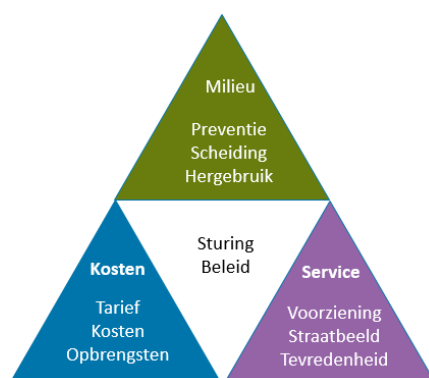 Milieu
Preventie
Scheiding
Hergebruik
Sturing
Beleid
Kosten
Tarief
Kosten
Opbrengsten
Service
Voorziening
Straatbeeld
Tevredenheid